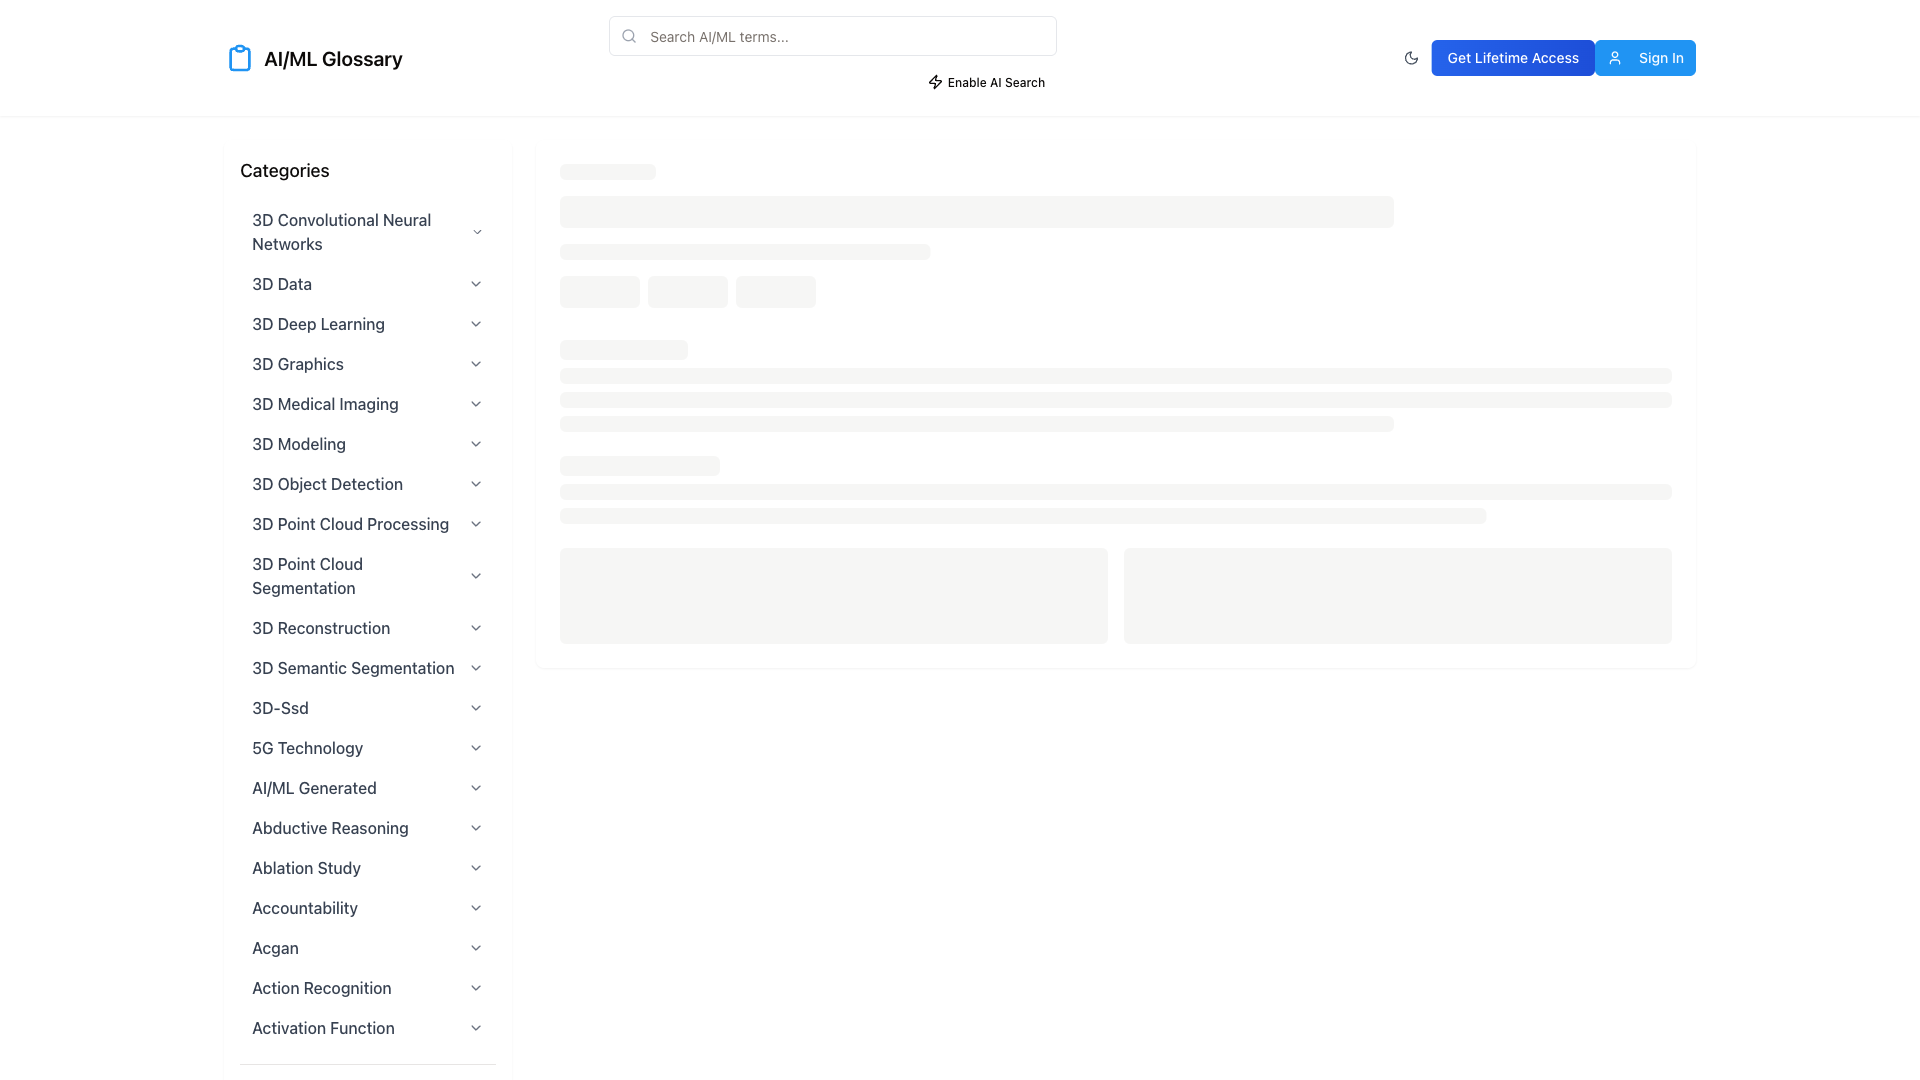 AI/ML Glossary
Search AI/ML terms...
Enable AI Search
Get Lifetime Access
Sign In
Categories
3D Convolutional Neural
Networks
3D Data
3D Deep Learning
3D Graphics
3D Medical Imaging
3D Modeling
3D Object Detection
3D Point Cloud Processing
3D Point Cloud
Segmentation
3D Reconstruction
3D Semantic Segmentation
3D-Ssd
5G Technology
AI/ML Generated
Abductive Reasoning
Ablation Study
Accountability
Acgan
Action Recognition
Activation Function